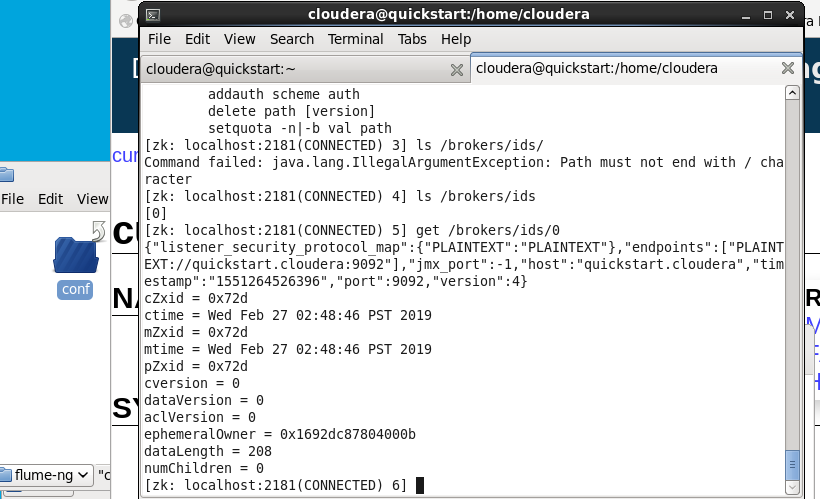 cloudera@quickstart:/home/cloudera
File Edit View Search Terminal Tabs Help
cloudera@quickstart:~
cloudera@quickstart:/home/cloudera
addauth scheme auth
delete path [version]
setquota -n|-b val path
[zk: localhost:2181(CONNECTED) 3] ls /brokers/ids/
Command failed: java.lang.IllegalArgumentException: Path must not end with / cha
racter
[zk: localhost:2181(CONNECTED) 4] ls /brokers/ids
[0]
[zk: localhost:2181(CONNECTED) 5] get /brokers/ids/0
{"listener_security_protocol_map":{"PLAINTEXT":"PLAINTEXT"},"endpoints":["PLAINT
EXT://quickstart.cloudera:9092"],"jmx_port":-1,"host":"quickstart.cloudera","tim
estamp":"1551264526396","port":9092,"version":4}
cZxid = 0x72d
ctime = Wed Feb 27 02:48:46 PST 2019
mZxid = 0x72d
mtime = Wed Feb 27 02:48:46 PST 2019
pZxid = 0x72d
cversion = 0
dataVersion = 0
aclVersion = 0
ephemeralOwner = 0x1692dc87804000b
dataLength = 208
numChildren = 0
[zk: localhost:2181(CONNECTED) 6]
File Edit View
conf
flume-ng "c
cur
NA
SY